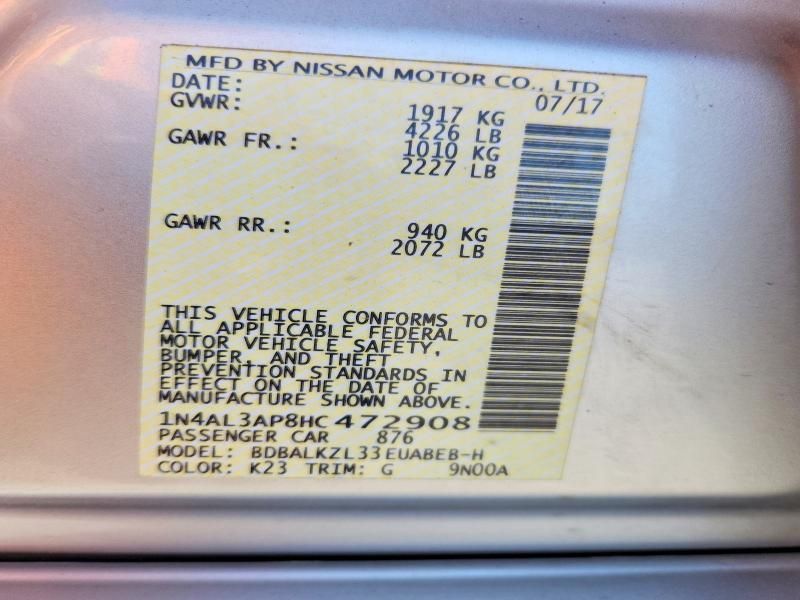 MFD BY NISSAN MOTOR CO., LTD.
DATE: 07/17
GVWR: 1917 KG
4226 LB
GAWR FR.: 1010 KG
2227 LB
GAWR RR.: 940 KG
2072 LB
THIS VEHICLE CONFORMS TO
ALL APPLICABLE FEDERAL
MOTOR VEHICLE SAFETY,
BUMPER, AND THEFT
PREVENTION STANDARDS IN
EFFECT ON THE DATE OF
MANUFACTURE SHOWN ABOVE.
1N4AL3AP8HC472908
PASSENGER CAR 876
MODEL: BDBALKZL33EUABEB-H
COLOR: K23 TRIM: G 9N00A